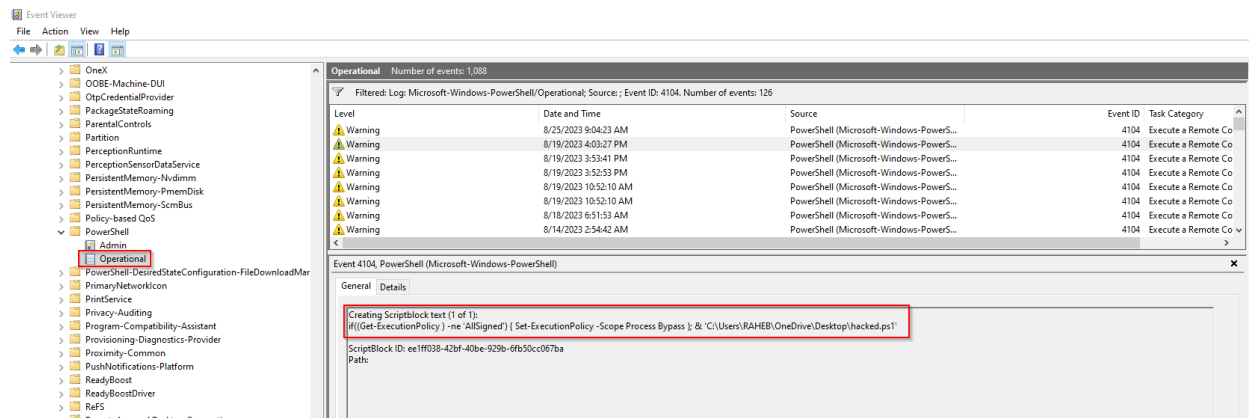 Event Viewer
File Action View Help
OneX
OOBE-Machine-DUI
OtpCredentialProvider
PackageStateRoaming
ParentalControls
Partition
PerceptionRuntime
PerceptionSensorDataService
PersistentMemory-Nvdimm
PersistentMemory-PmemDisk
PersistentMemory-ScmBus
Policy-based QoS
PowerShell
Admin
Operational
PowerShell-DesiredStateConfiguration-FileDownloadMar
PrimaryNetworkIcon
PrintService
Privacy-Auditing
Program-Compatibility-Assistant
Provisioning-Diagnostics-Provider
Proximity-Common
PushNotifications-Platform
ReadyBoost
ReadyBoostDriver
ReFS
Operational Number of events: 1,088
Filtered: Log: Microsoft-Windows-PowerShell/Operational; Source: ; Event ID: 4104. Number of events: 126
Level Date and Time Source Event ID Task Category
Warning 8/25/2023 9:04:23 AM PowerShell (Microsoft-Windows-PowerS... 4104 Execute a Remote Co
Warning 8/19/2023 4:03:27 PM PowerShell (Microsoft-Windows-PowerS... 4104 Execute a Remote Co
Warning 8/19/2023 3:53:41 PM PowerShell (Microsoft-Windows-PowerS... 4104 Execute a Remote Co
Warning 8/19/2023 3:52:53 PM PowerShell (Microsoft-Windows-PowerS... 4104 Execute a Remote Co
Warning 8/19/2023 10:52:10 AM PowerShell (Microsoft-Windows-PowerS... 4104 Execute a Remote Co
Warning 8/19/2023 10:52:10 AM PowerShell (Microsoft-Windows-PowerS... 4104 Execute a Remote Co
Warning 8/18/2023 6:51:53 AM PowerShell (Microsoft-Windows-PowerS... 4104 Execute a Remote Co
Warning 8/14/2023 2:54:42 AM PowerShell (Microsoft-Windows-PowerS... 4104 Execute a Remote Co
Event 4104, PowerShell (Microsoft-Windows-PowerShell)
General Details
Creating Scriptblock text (1 of 1):
if((Get-ExecutionPolicy ) -ne 'AllSigned') { Set-ExecutionPolicy -Scope Process Bypass }; & 'C:\Users\RAHEB\OneDrive\Desktop\hacked.ps1'
ScriptBlock ID: ee1ff038-42bf-40be-929b-6fb50cc067ba
Path: